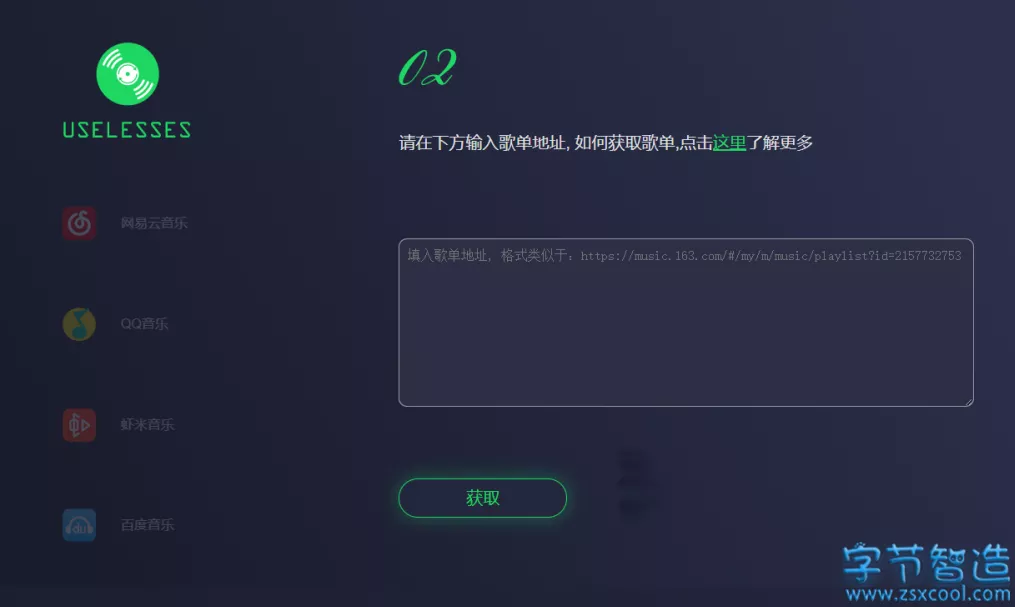 USELESSES
网易云音乐
QQ音乐
虾米音乐
du
百度音乐
02
请在下方输入歌单地址, 如何获取歌单,点击这里了解更多
填入歌单地址, 格式类似于: https://music.163.com/#/my/m/music/playlist?id=2157732753
获取
字节智造
www.zsxcool.com